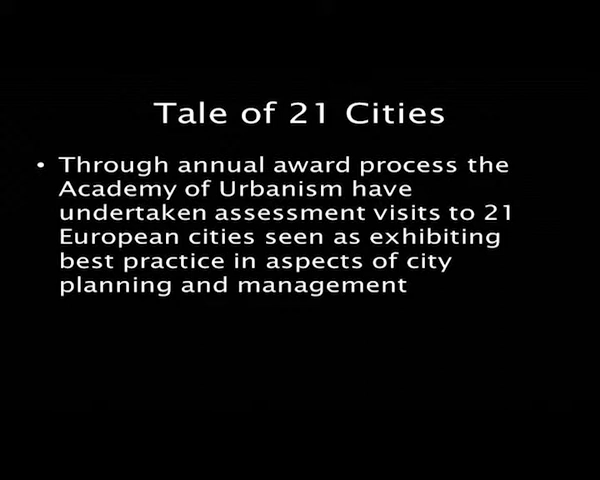 Tale of 21 Cities
• Through annual award process the
Academy of Urbanism have
undertaken assessment visits to 21
European cities seen as exhibiting
best practice in aspects of city
planning and management